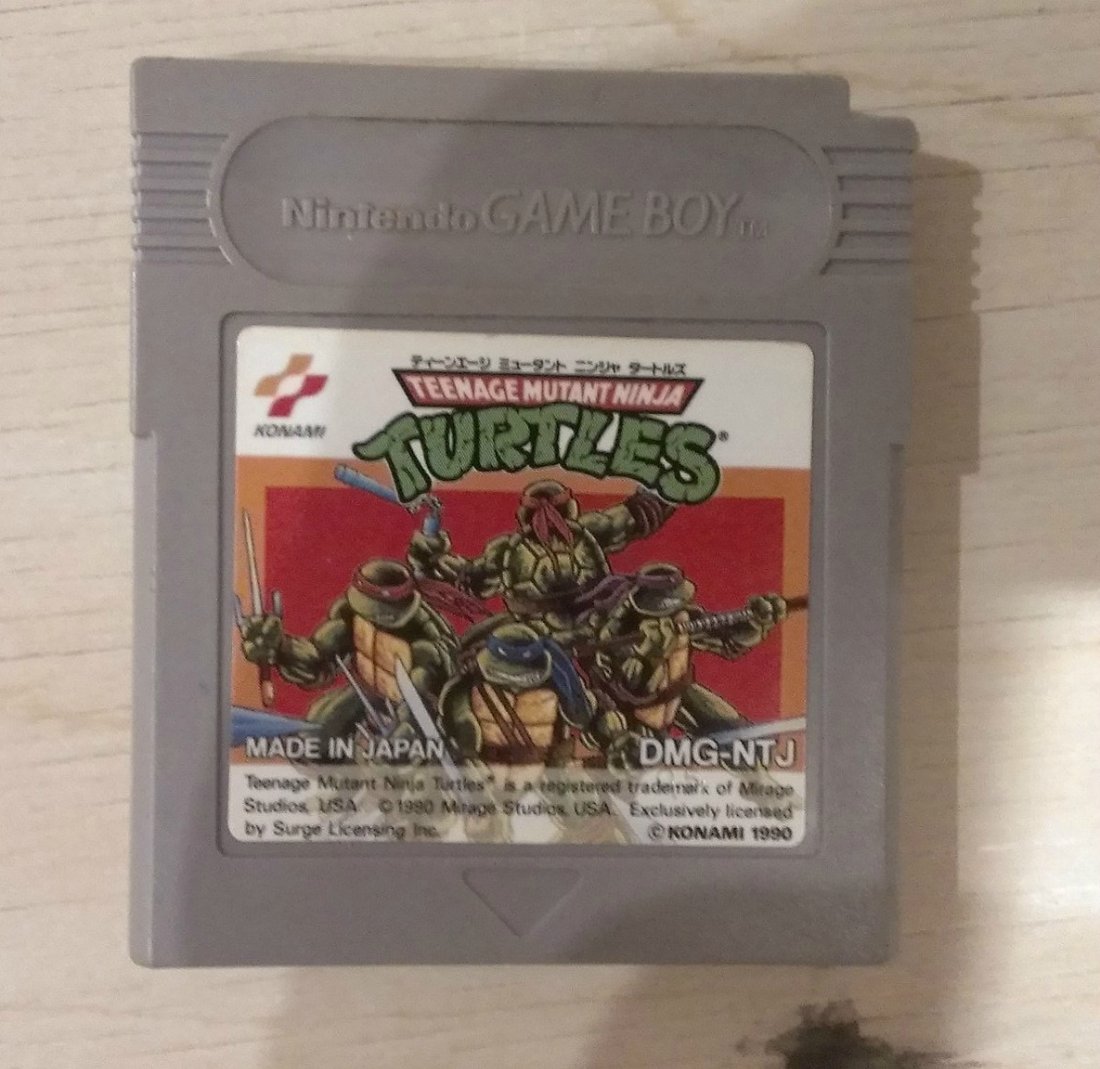 Nintendo GAME BOY™
ティーンエージ ミュータント ニンジャ タートルズ
TEENAGE MUTANT NINJA
TURTLES®
KONAMI
MADE IN JAPAN
DMG-NTJ
Teenage Mutant Ninja Turtles® is a registered trademark of Mirage
Studios, USA. ©1990 Mirage Studios, USA. Exclusively licensed
by Surge Licensing Inc.
©KONAMI 1990